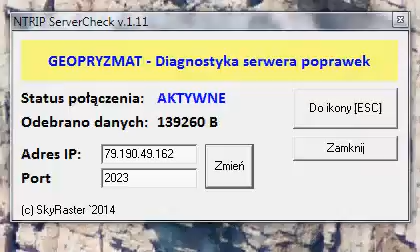 NTRIP ServerCheck v.1.11
GEOPRYZMAT - Diagnostyka serwera poprawek
Status połączenia: AKTYWNE
Do ikony [ESC]
Odebrano danych: 139260 B
Zamknij
Adres IP: 79.190.49.162
Zmień
Port 2023
(c) SkyRaster `2014